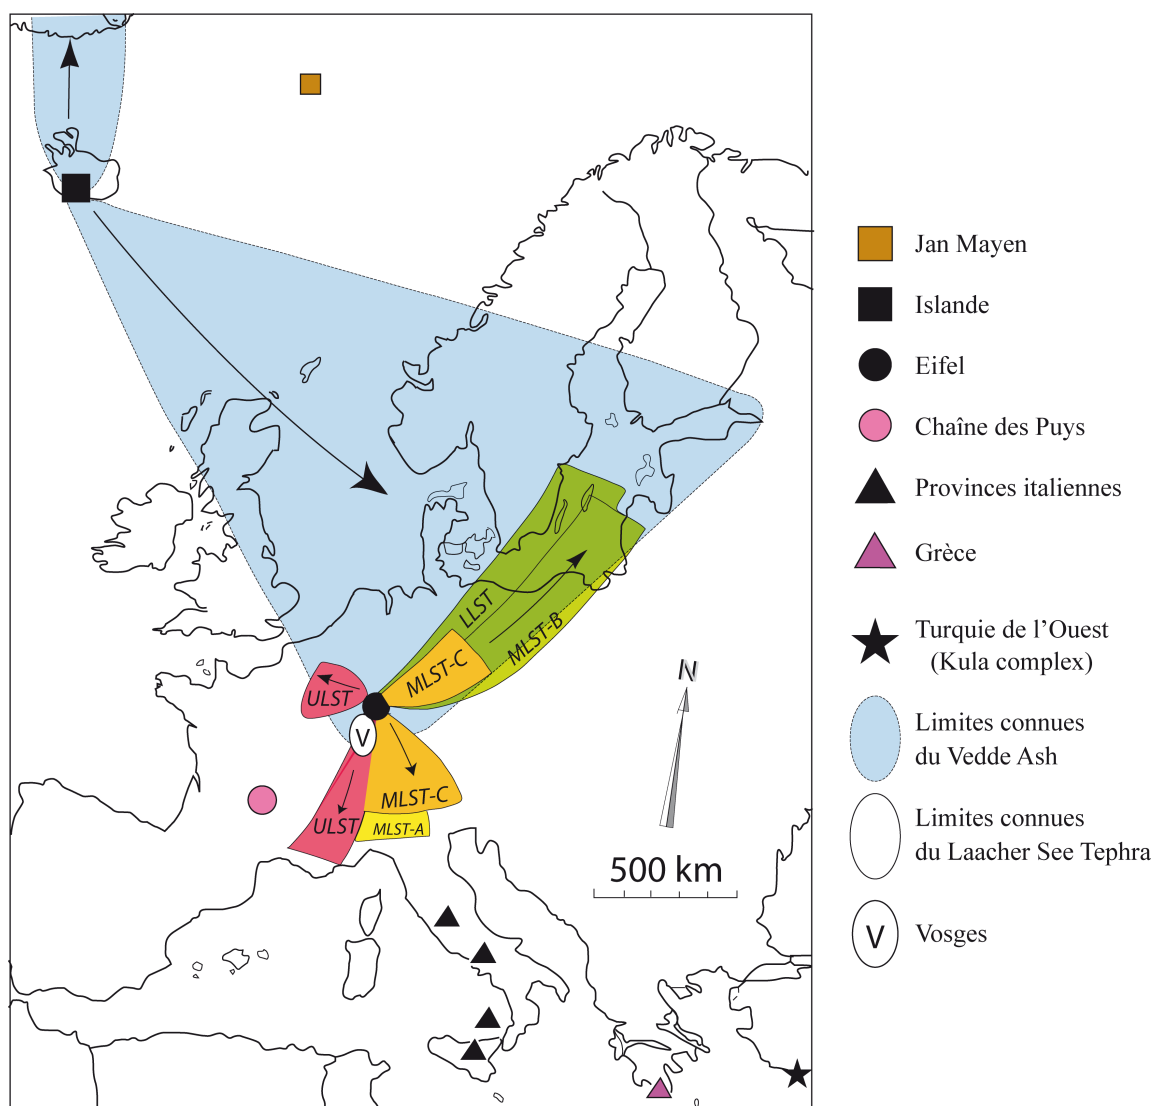 LLST
MLST-B
MLST-C
ULST
V
MLST-C
ULST
MLST-A
N
500 km
Jan Mayen
Islande
Eifel
Chaîne des Puys
Provinces italiennes
Grèce
Turquie de l’Ouest
(Kula complex)
Limites connues
du Vedde Ash
Limites connues
du Laacher See Tephra
V
Vosges